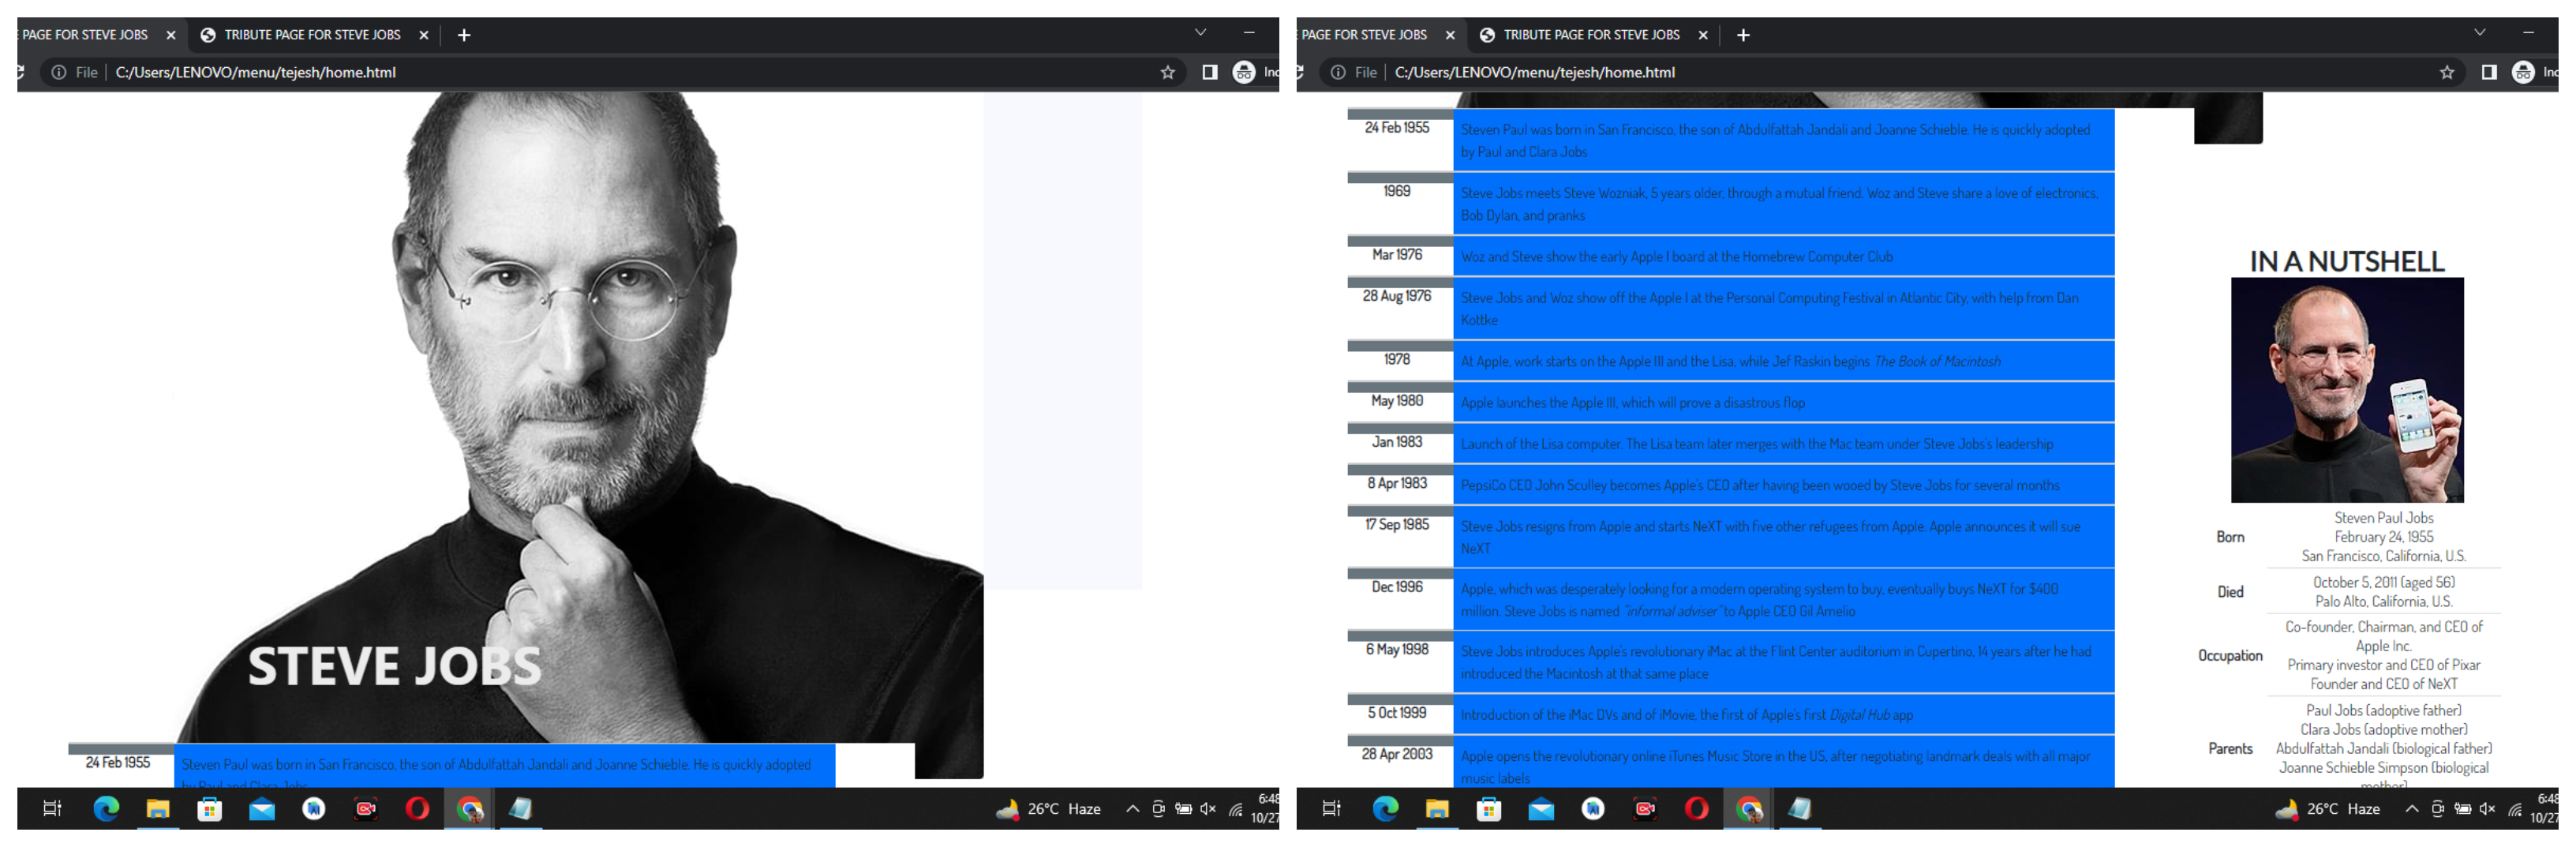 PAGE FOR STEVE JOBS
TRIBUTE PAGE FOR STEVE JOBS
File
C:/Users/LENOVO/menu/tejesh/home.html
STEVE JOBS
24 Feb 1955
Steven Paul was born in San Francisco, the son of Abdulfattah Jandali and Joanne Schieble. He is quickly adopted
by Paul and Clara Jobs
26°C Haze
6:48
10/27
PAGE FOR STEVE JOBS
TRIBUTE PAGE FOR STEVE JOBS
File
C:/Users/LENOVO/menu/tejesh/home.html
24 Feb 1955
Steven Paul was born in San Francisco, the son of Abdulfattah Jandali and Joanne Schieble. He is quickly adopted
by Paul and Clara Jobs
1969
Steve Jobs meets Steve Wozniak, 5 years older, through a mutual friend. Woz and Steve share a love of electronics,
Bob Dylan, and pranks
Mar 1976
Woz and Steve show the early Apple I board at the Homebrew Computer Club
28 Aug 1976
Steve Jobs and Woz show off the Apple I at the Personal Computing Festival in Atlantic City, with help from Dan
Kottke
1978
At Apple, work starts on the Apple III and the Lisa, while Jef Raskin begins The Book of Macintosh
May 1980
Apple launches the Apple III, which will prove a disastrous flop
Jan 1983
Launch of the Lisa computer. The Lisa team later merges with the Mac team under Steve Jobs's leadership
8 Apr 1983
PepsiCo CEO John Sculley becomes Apple's CEO after having been wooed by Steve Jobs for several months
17 Sep 1985
Steve Jobs resigns from Apple and starts NeXT with five other refugees from Apple. Apple announces it will sue
NeXT
Dec 1996
Apple, which was desperately looking for a modern operating system to buy, eventually buys NeXT for $400
million. Steve Jobs is named "informal adviser" to Apple CEO Gil Amelio
6 May 1998
Steve Jobs introduces Apple's revolutionary iMac at the Flint Center auditorium in Cupertino, 14 years after he had
introduced the Macintosh at that same place
5 Oct 1999
Introduction of the iMac DVs and of iMovie, the first of Apple's first Digital Hub app
28 Apr 2003
Apple opens the revolutionary online iTunes Music Store in the US, after negotiating landmark deals with all major
music labels
IN A NUTSHELL
Born
Steven Paul Jobs
February 24, 1955
San Francisco, California, U.S.
Died
October 5, 2011 (aged 56)
Palo Alto, California, U.S.
Occupation
Co-founder, Chairman, and CEO of
Apple Inc.
Primary investor and CEO of Pixar
Founder and CEO of NeXT
Parents
Paul Jobs (adoptive father)
Clara Jobs (adoptive mother)
Abdulfattah Jandali (biological father)
Joanne Schieble Simpson (biological
mother)
26°C Haze
6:48
10/27